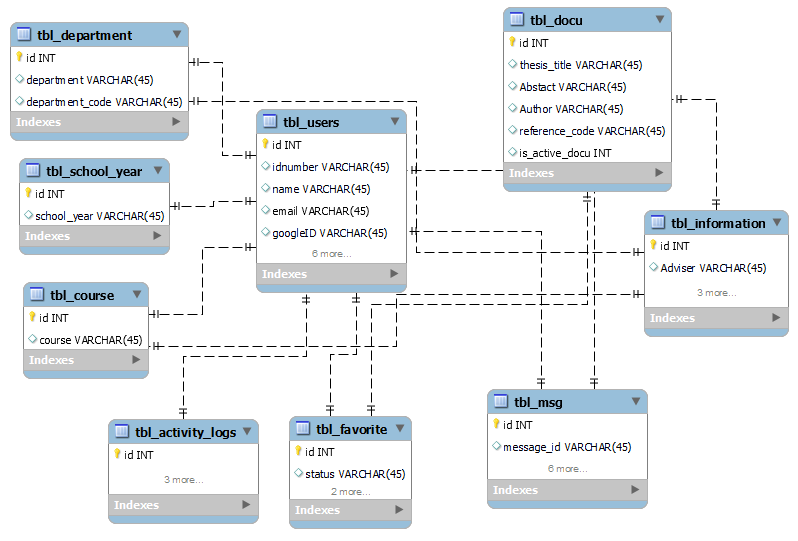 tbl_department
id INT
department VARCHAR(45)
department_code VARCHAR(45)
Indexes
tbl_school_year
id INT
school_year VARCHAR(45)
Indexes
tbl_course
id INT
course VARCHAR(45)
Indexes
tbl_users
id INT
idnumber VARCHAR(45)
name VARCHAR(45)
email VARCHAR(45)
googleID VARCHAR(45)
6 more...
Indexes
tbl_docu
id INT
thesis_title VARCHAR(45)
Abstact VARCHAR(45)
Author VARCHAR(45)
reference_code VARCHAR(45)
is_active_docu INT
Indexes
tbl_information
id INT
Adviser VARCHAR(45)
3 more...
Indexes
tbl_activity_logs
id INT
3 more...
Indexes
tbl_favorite
id INT
status VARCHAR(45)
2 more...
Indexes
tbl_msg
id INT
message_id VARCHAR(45)
6 more...
Indexes